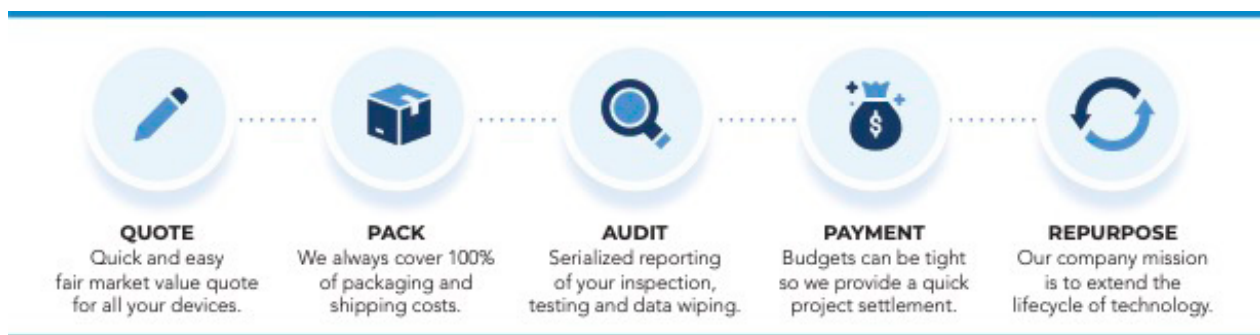 QUOTE
Quick and easy
fair market value quote
for all your devices.
PACK
We always cover 100%
of packaging and
shipping costs.
AUDIT
Serialized reporting
of your inspection,
testing and data wiping.
$
PAYMENT
Budgets can be tight
so we provide a quick
project settlement.
REPURPOSE
Our company mission
is to extend the
lifecycle of technology.